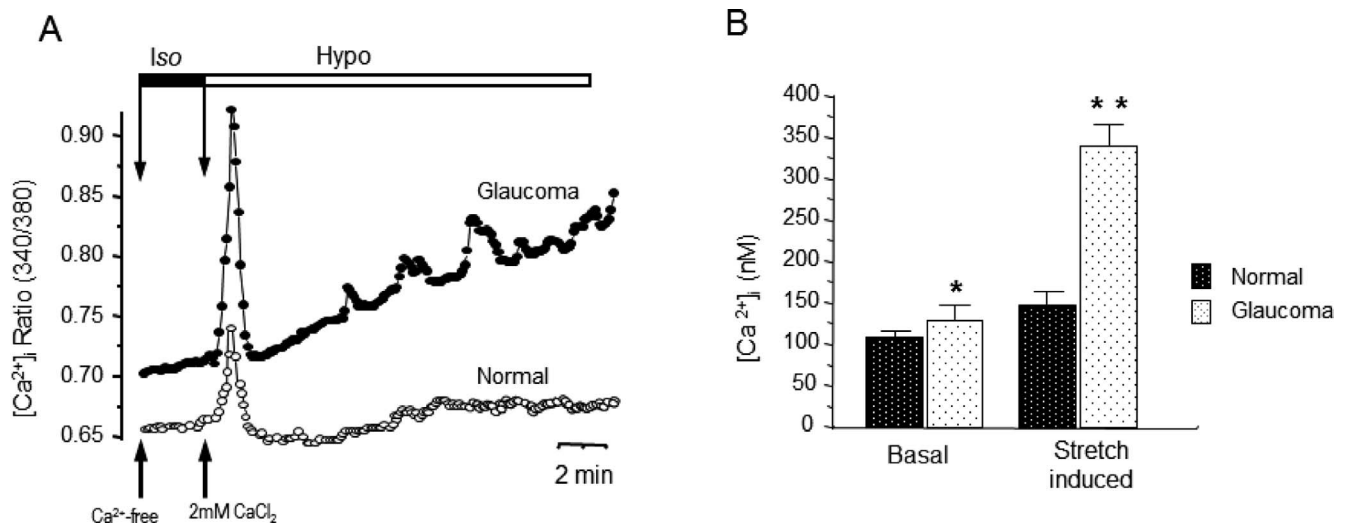 A
Iso
Hypo
0.90
0.85
0.80
0.75
0.70
0.65
[Ca²⁺]ᵢ Ratio (340/380)
Glaucoma
Normal
2 min
Ca²⁺-free
2mM CaCl₂
B
400
350
300
250
200
150
100
50
0
[Ca ²⁺]ᵢ (nM)
*
* *
Basal
Stretch
induced
Normal
Glaucoma